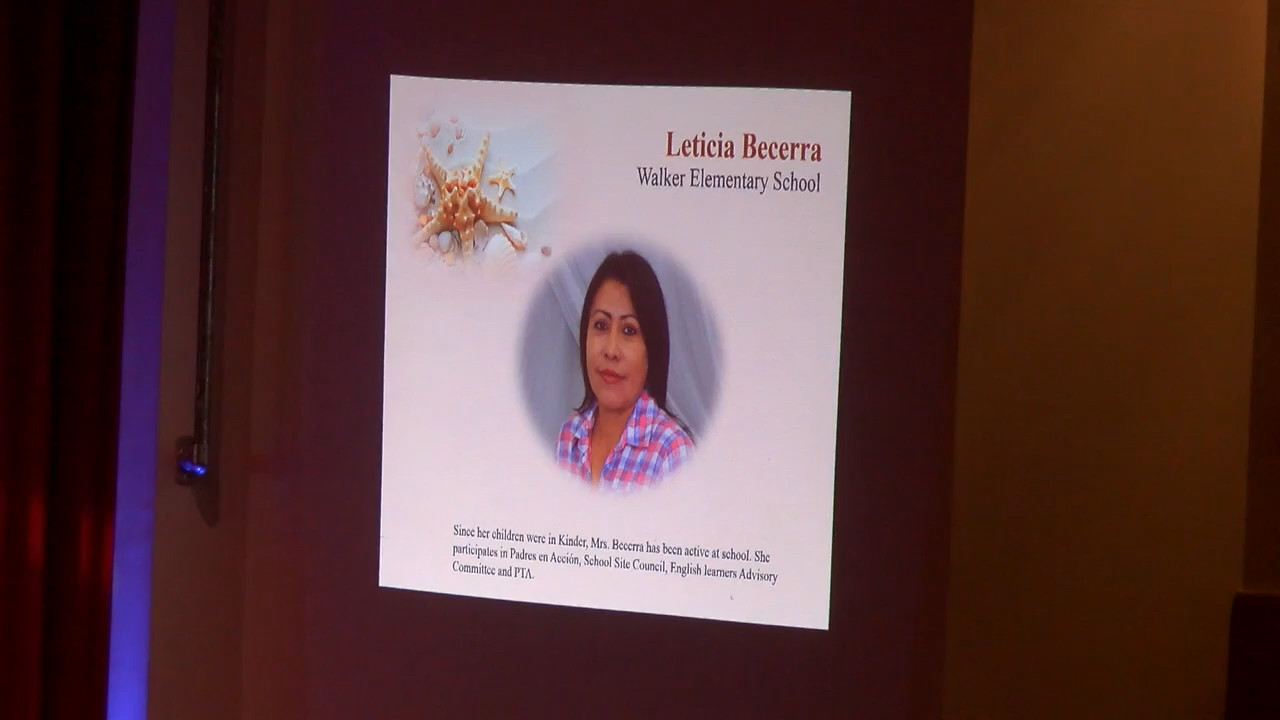 Leticia Becerra
Walker Elementary School
Since her children were in Kinder, Mrs. Becerra has been active at school. She
participates in Padres en Acción, School Site Council, English learners Advisory
Committee and PTA.